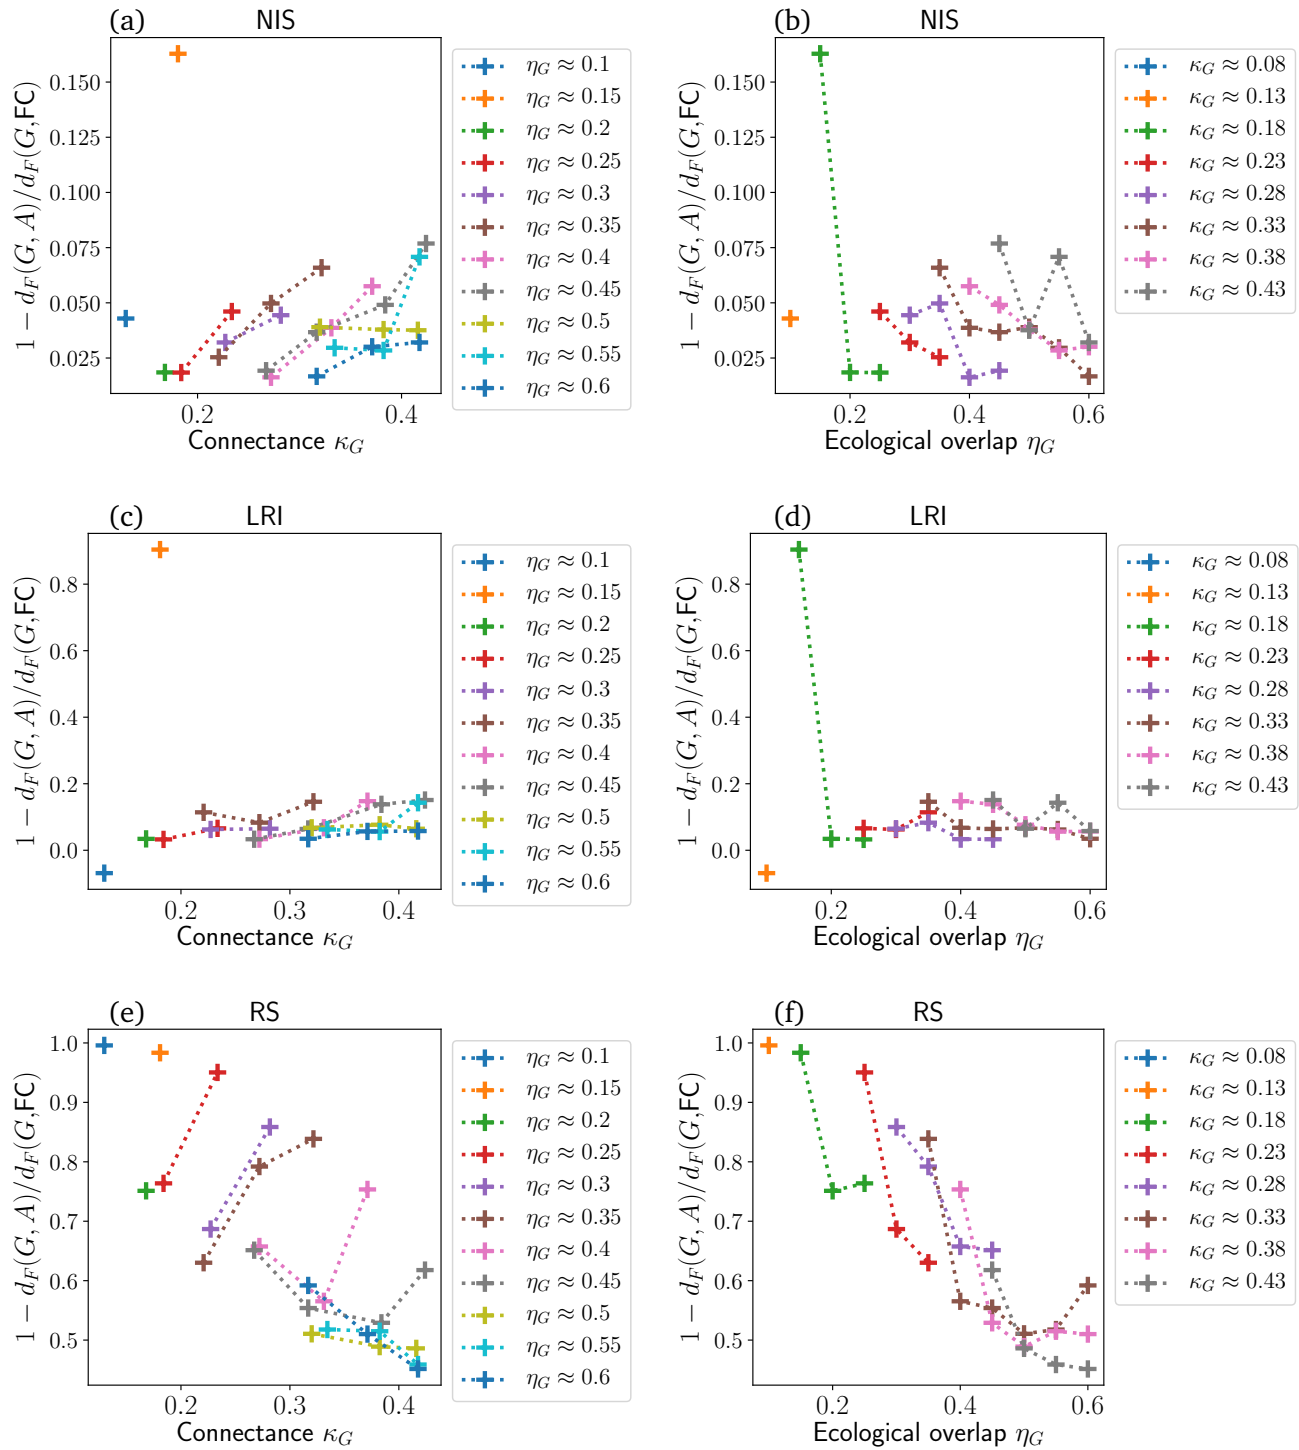 (a) NIS
1 − d_F(G, A)/d_F(G,FC)
0.150
0.125
0.100
0.075
0.050
0.025
0.2 0.4
Connectance κ_G
η_G ≈ 0.1
η_G ≈ 0.15
η_G ≈ 0.2
η_G ≈ 0.25
η_G ≈ 0.3
η_G ≈ 0.35
η_G ≈ 0.4
η_G ≈ 0.45
η_G ≈ 0.5
η_G ≈ 0.55
η_G ≈ 0.6
(b) NIS
1 − d_F(G, A)/d_F(G,FC)
0.150
0.125
0.100
0.075
0.050
0.025
0.2 0.4 0.6
Ecological overlap η_G
κ_G ≈ 0.08
κ_G ≈ 0.13
κ_G ≈ 0.18
κ_G ≈ 0.23
κ_G ≈ 0.28
κ_G ≈ 0.33
κ_G ≈ 0.38
κ_G ≈ 0.43
(c) LRI
1 − d_F(G, A)/d_F(G,FC)
0.8
0.6
0.4
0.2
0.0
0.2 0.3 0.4
Connectance κ_G
η_G ≈ 0.1
η_G ≈ 0.15
η_G ≈ 0.2
η_G ≈ 0.25
η_G ≈ 0.3
η_G ≈ 0.35
η_G ≈ 0.4
η_G ≈ 0.45
η_G ≈ 0.5
η_G ≈ 0.55
η_G ≈ 0.6
(d) LRI
1 − d_F(G, A)/d_F(G,FC)
0.8
0.6
0.4
0.2
0.0
0.2 0.4 0.6
Ecological overlap η_G
κ_G ≈ 0.08
κ_G ≈ 0.13
κ_G ≈ 0.18
κ_G ≈ 0.23
κ_G ≈ 0.28
κ_G ≈ 0.33
κ_G ≈ 0.38
κ_G ≈ 0.43
(e) RS
1 − d_F(G, A)/d_F(G,FC)
1.0
0.9
0.8
0.7
0.6
0.5
0.2 0.3 0.4
Connectance κ_G
η_G ≈ 0.1
η_G ≈ 0.15
η_G ≈ 0.2
η_G ≈ 0.25
η_G ≈ 0.3
η_G ≈ 0.35
η_G ≈ 0.4
η_G ≈ 0.45
η_G ≈ 0.5
η_G ≈ 0.55
η_G ≈ 0.6
(f) RS
1 − d_F(G, A)/d_F(G,FC)
1.0
0.9
0.8
0.7
0.6
0.5
0.2 0.4 0.6
Ecological overlap η_G
κ_G ≈ 0.08
κ_G ≈ 0.13
κ_G ≈ 0.18
κ_G ≈ 0.23
κ_G ≈ 0.28
κ_G ≈ 0.33
κ_G ≈ 0.38
κ_G ≈ 0.43